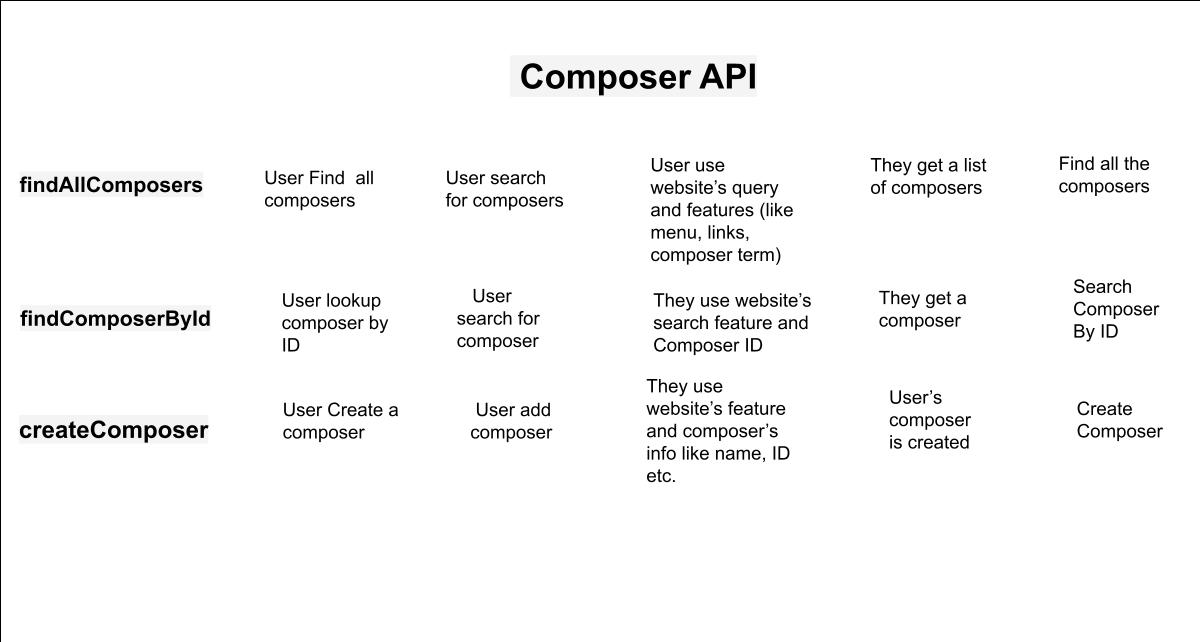 Composer API
findAllComposers
User Find  all
composers
User search
for composers
User use
website's query
and features (like
menu, links,
composer term)
They get a list
of composers
Find all the
composers
findComposerById
User lookup
composer by
ID
User
search for
composer
They use website's
search feature and
Composer ID
They get a
composer
Search
Composer
By ID
createComposer
User Create a
composer
User add
composer
They use
website's feature
and composer's
info like name, ID
etc.
User's
composer
is created
Create
Composer